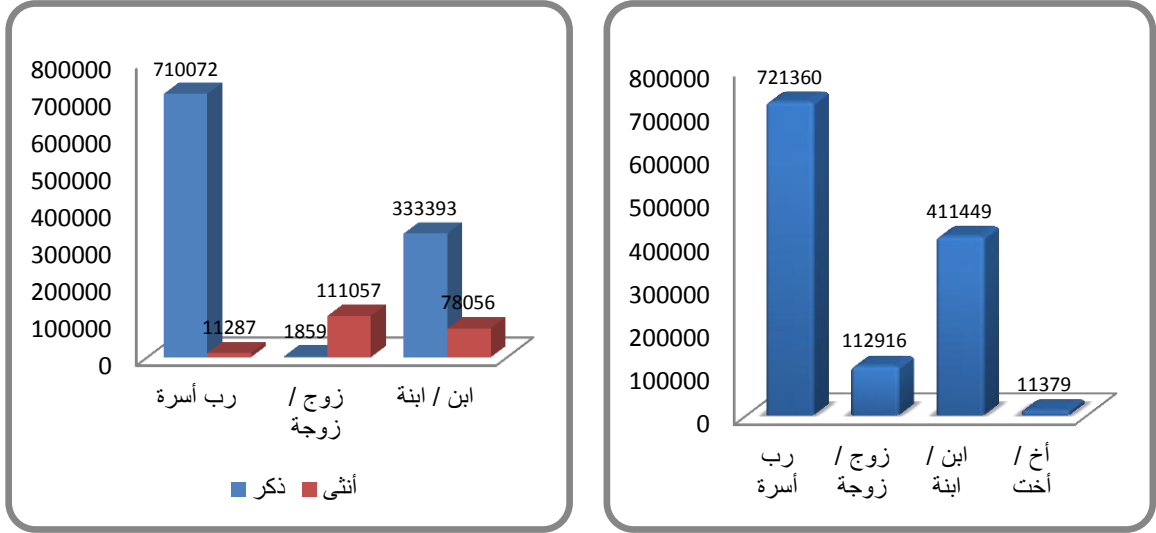 800000
700000
600000
500000
400000
300000
200000
100000
0
710072
11287
1859
111057
333393
78056
رب أسرة
زوج /
زوجة
ابن / ابنة
ذكر
أنثى
800000
700000
600000
500000
400000
300000
200000
100000
0
721360
112916
411449
11379
رب
أسرة
زوج /
زوجة
ابن /
ابنة
أخ /
أخت